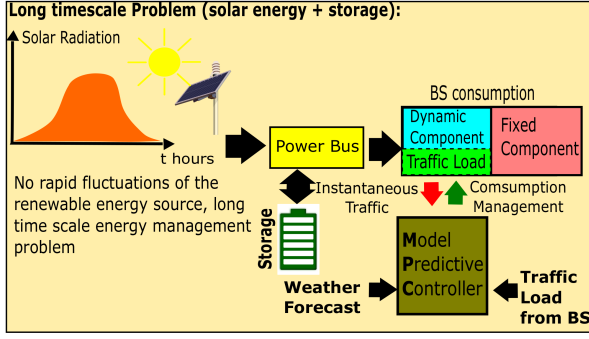 Long timescale Problem (solar energy + storage):
Solar Radiation
t hours
No rapid fluctuations of the
renewable energy source, long
time scale energy management
problem
Power Bus
Storage
BS consumption
Dynamic
Component
Traffic Load
Fixed
Component
Instantaneous
Traffic
Comsumption
Management
Model
Predictive
Controller
Weather
Forecast
Traffic
Load
from BS